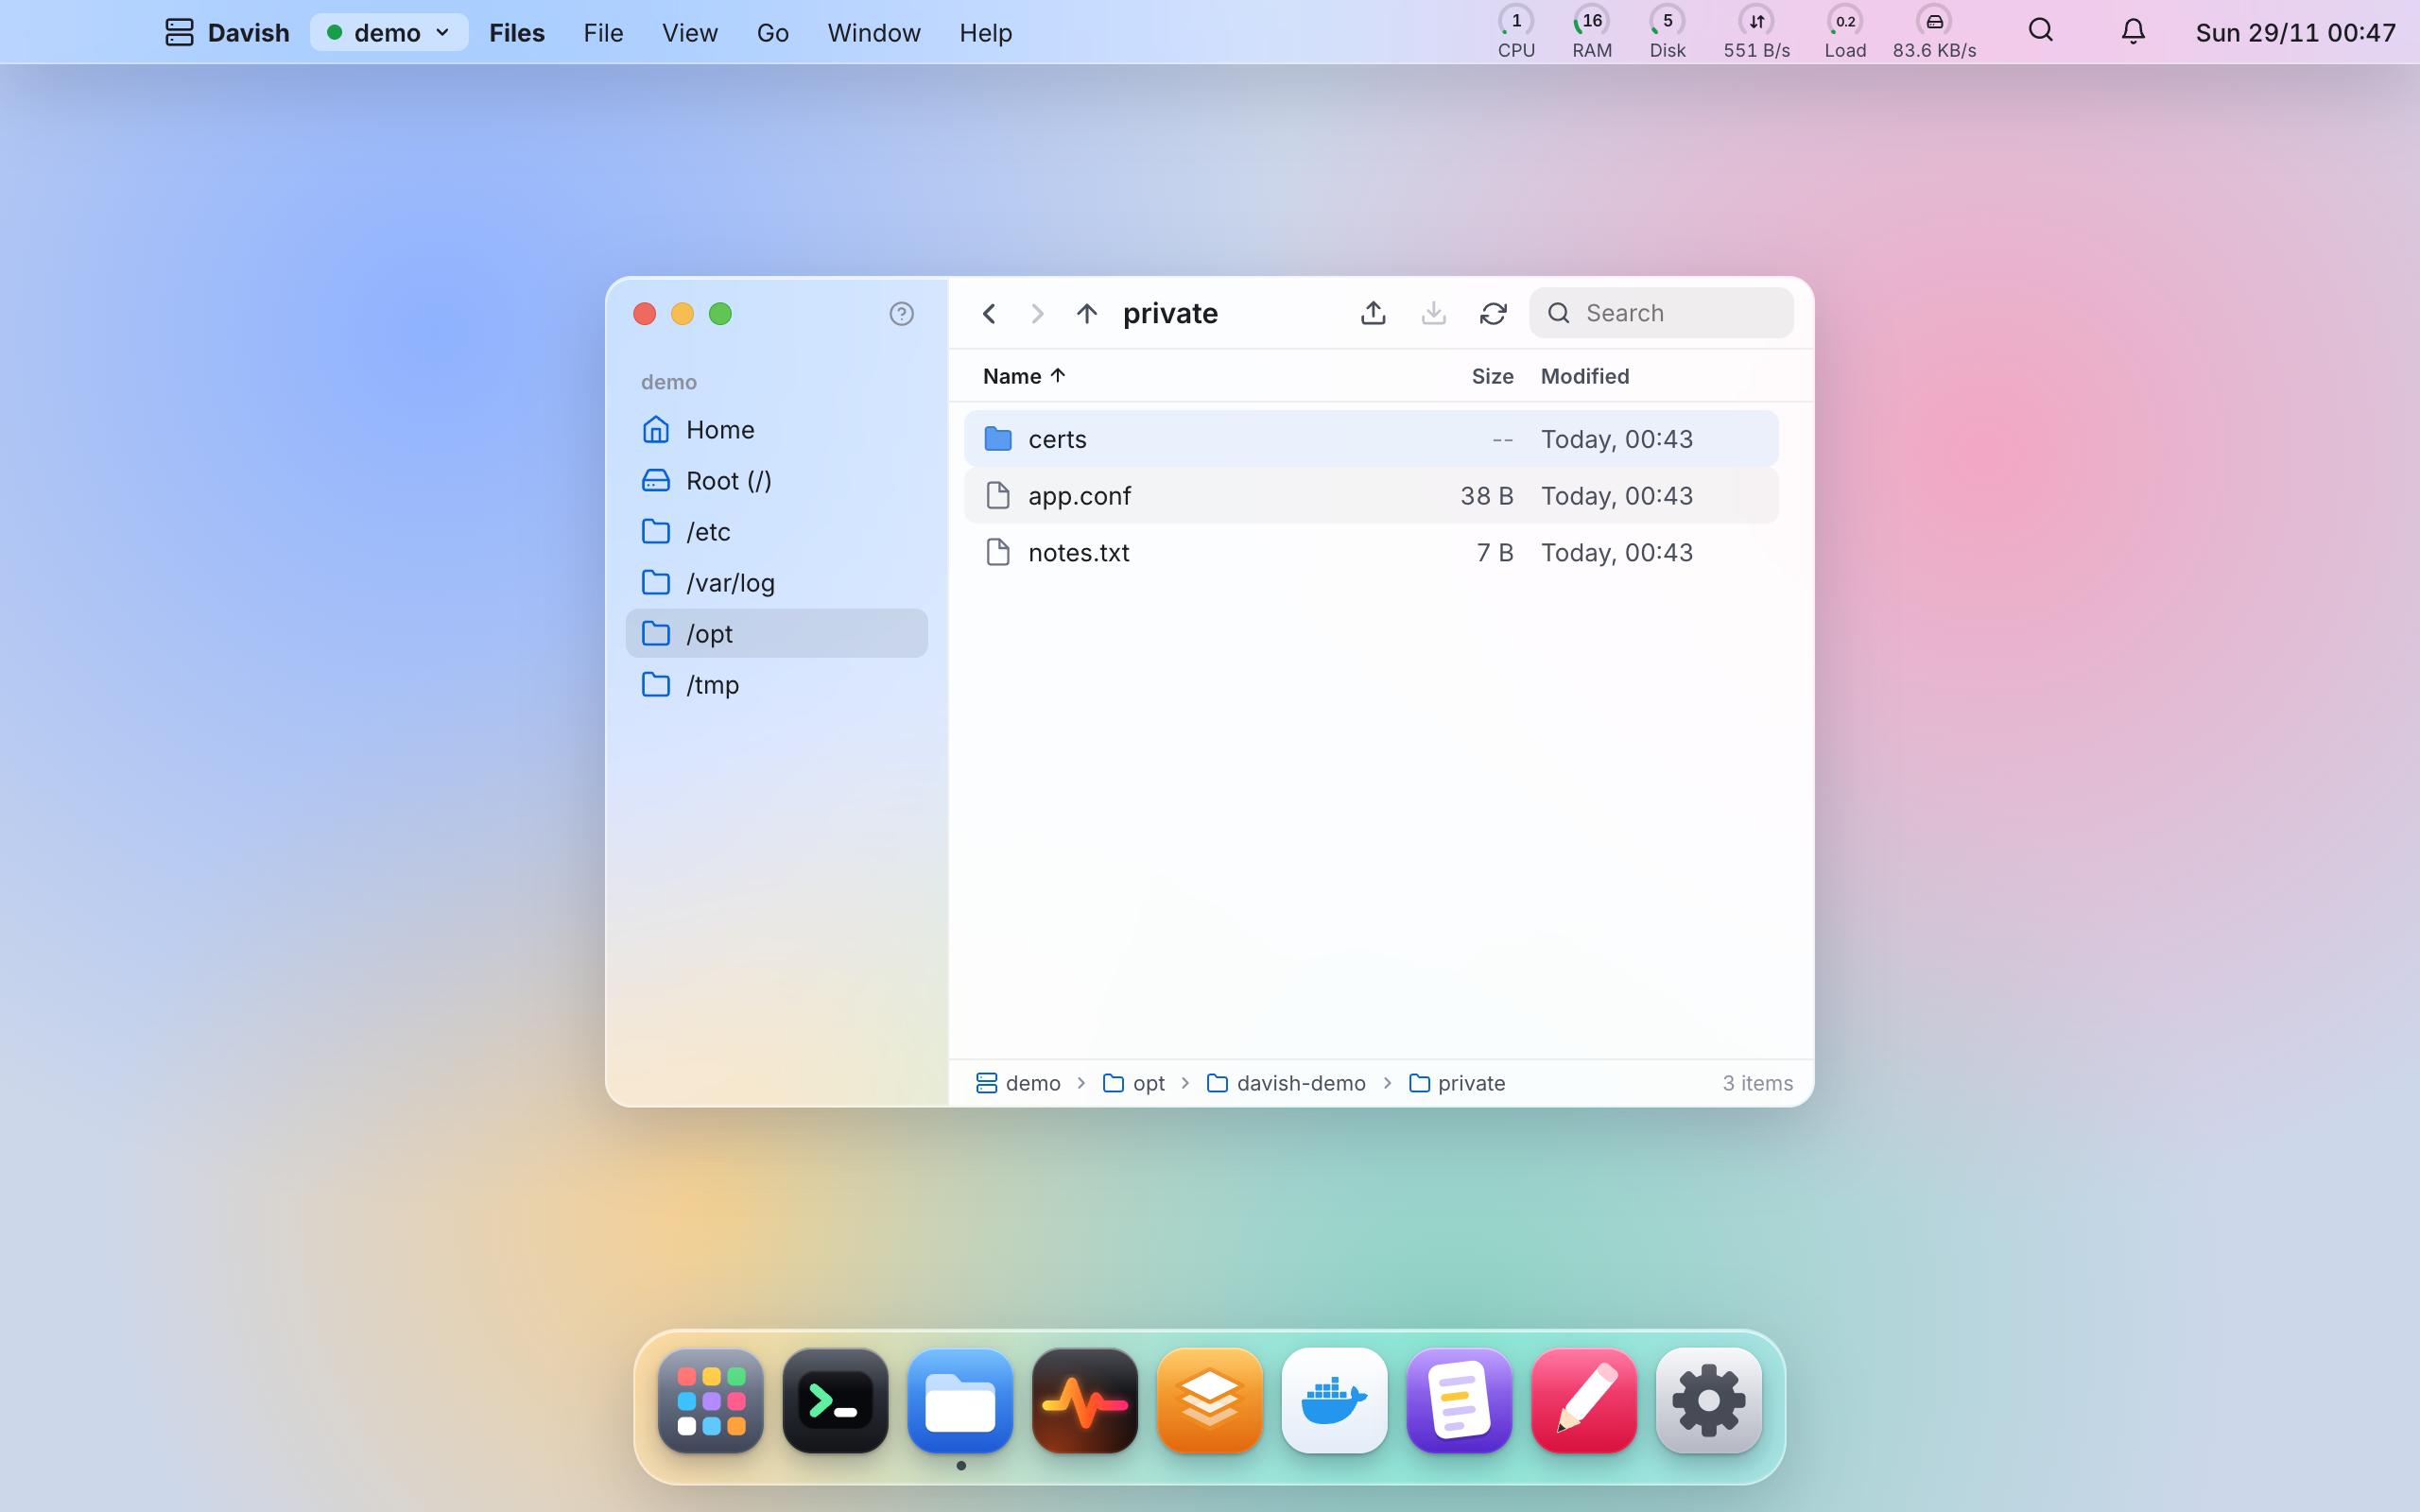 Davish demo Files File View Go Window Help 1 CPU 16 RAM 5 Disk 551 B/s 0.2 Load 83.6 KB/s Sun 29/11 00:47
private Search
demo
Name Size Modified
Home
certs -- Today, 00:43
Root (/)
app.conf 38 B Today, 00:43
/etc
notes.txt 7 B Today, 00:43
/var/log
/opt
/tmp
demo opt davish-demo private 3 items